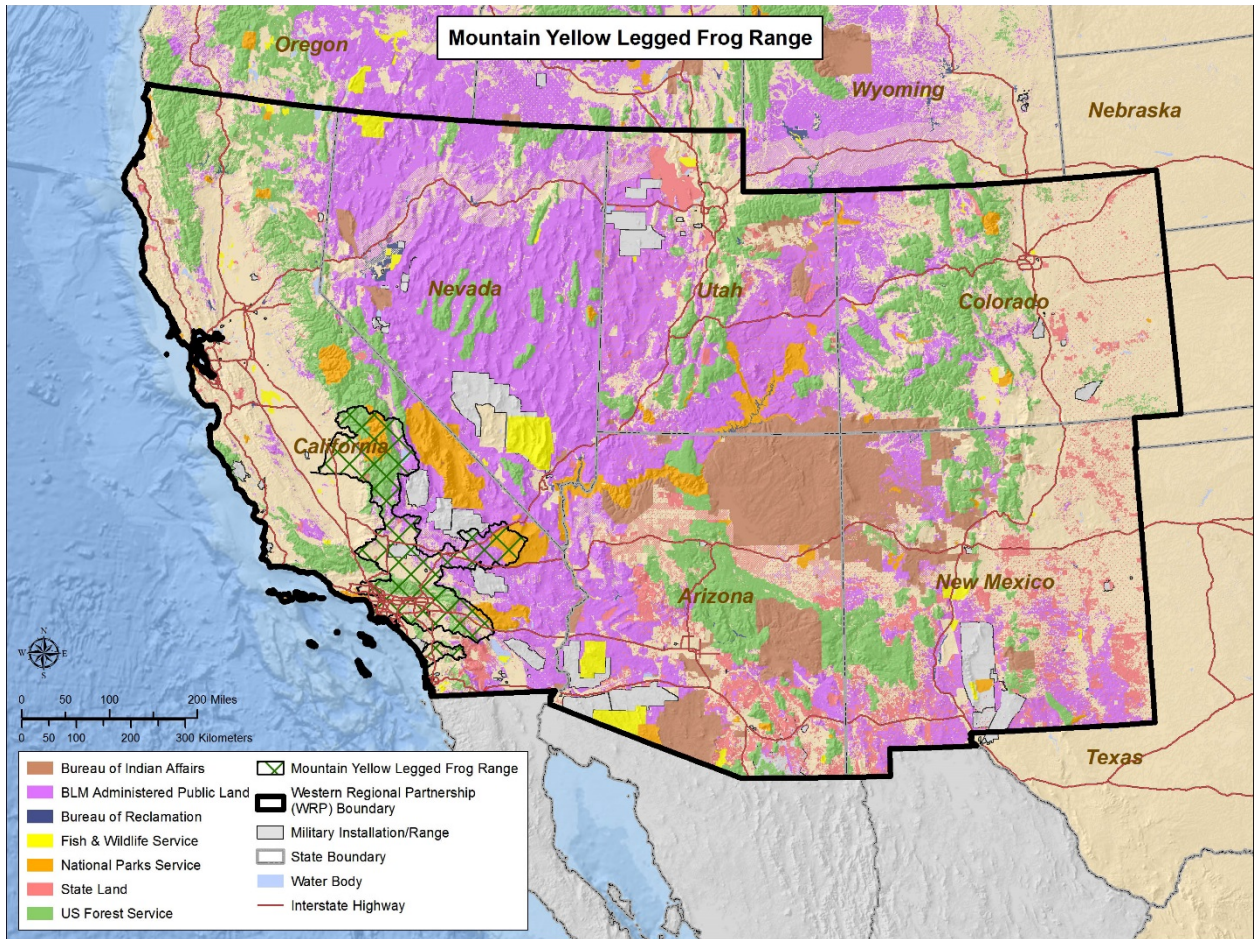 Mountain Yellow Legged Frog Range
Oregon
Wyoming
Nebraska
Nevada
Utah
Colorado
California
Arizona
New Mexico
Texas
N
W E
S
0 50 100 200 Miles
0 50 100 200 300 Kilometers
Bureau of Indian Affairs
BLM Administered Public Land
Bureau of Reclamation
Fish & Wildlife Service
National Parks Service
State Land
US Forest Service
Mountain Yellow Legged Frog Range
Western Regional Partnership
(WRP) Boundary
Military Installation/Range
State Boundary
Water Body
Interstate Highway